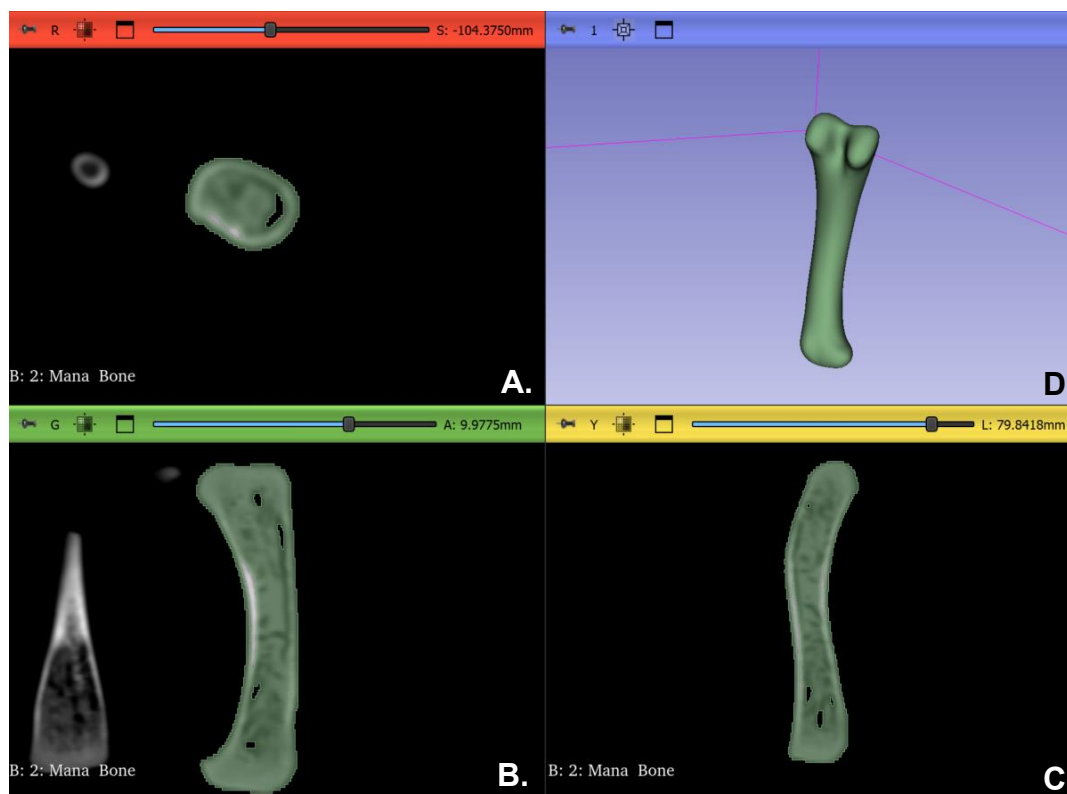 R S: -104.3750mm
1
B: 2: Mana Bone
A.
D
G A: 9.9775mm
Y L: 79.8418mm
B: 2: Mana Bone
B.
B: 2: Mana Bone
C